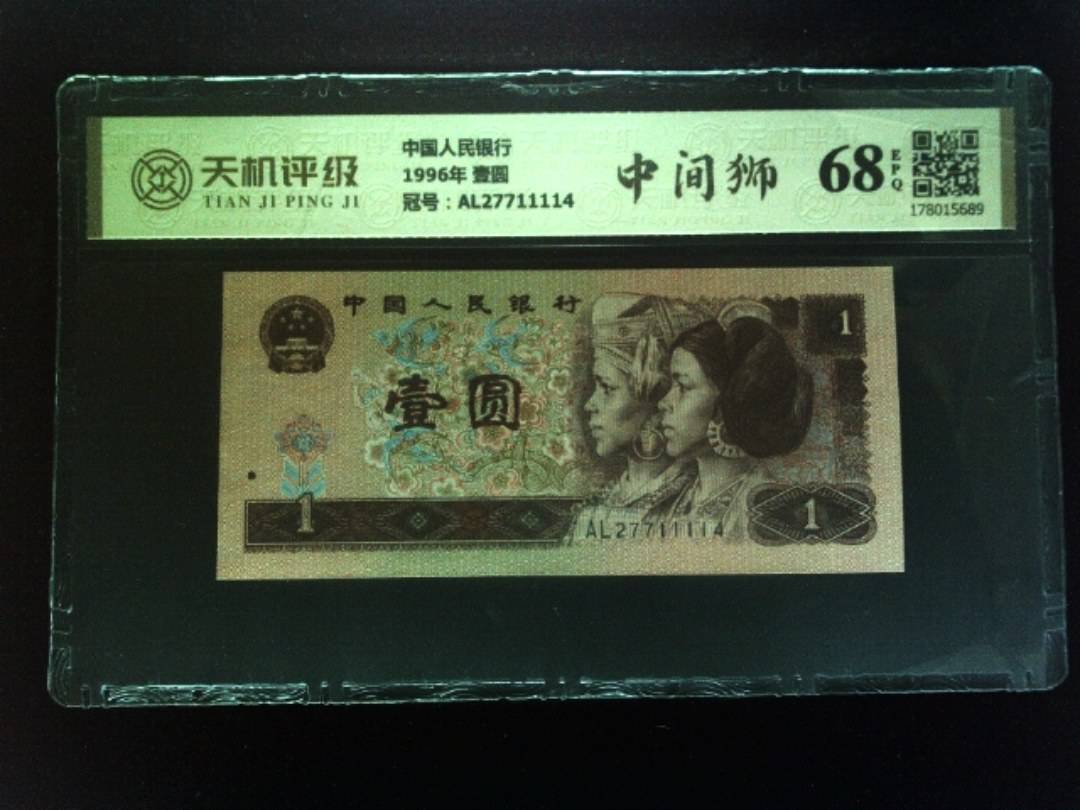 天机评级
TIAN JI PING JI
中国人民银行
1996年 壹圆
冠号：AL27711114
中间狮
68
EPQ
178015689
中国人民银行
1
壹圆
1
AL27711114
1